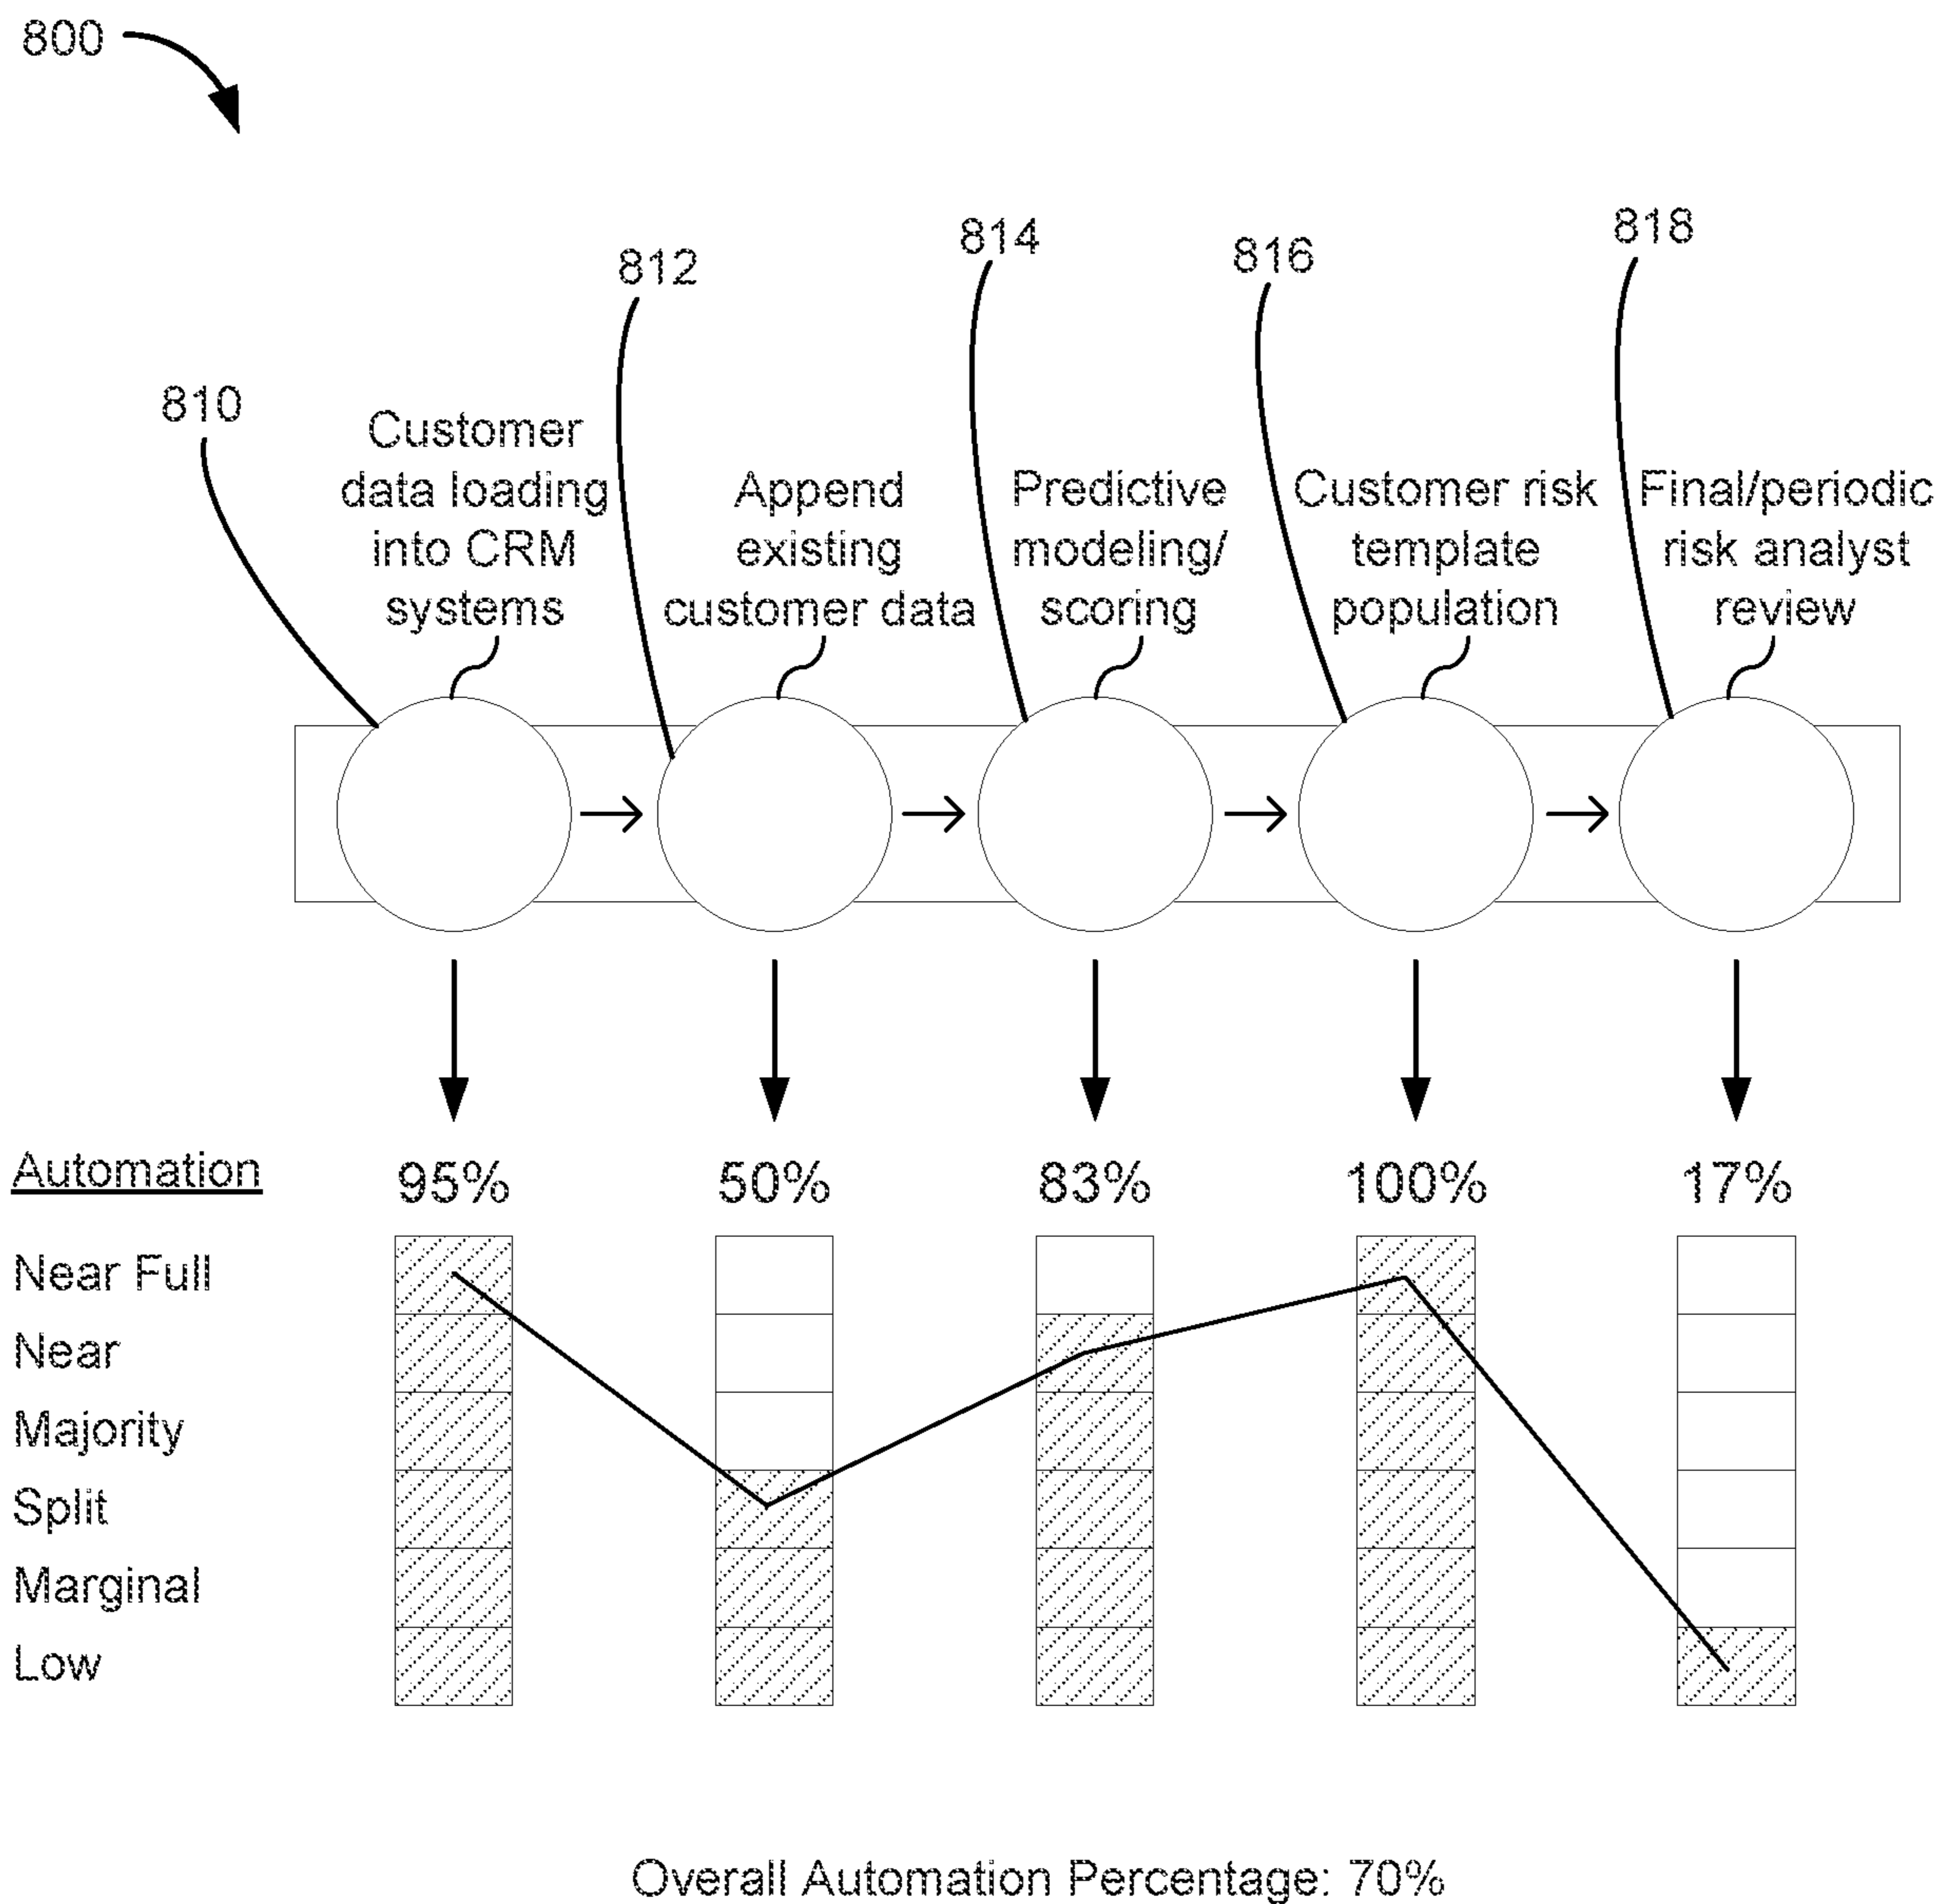 800
812
814
816
818
810
Customer
data loading
into CRM
systems
Append
existing
customer data
Predictive
modeling/
scoring
Customer risk
template
population
Final/periodic
risk analyst
review
Automation
95%
50%
83%
100%
17%
Near Full
Near
Majority
Split
Marginal
Low
Overall Automation Percentage: 70%